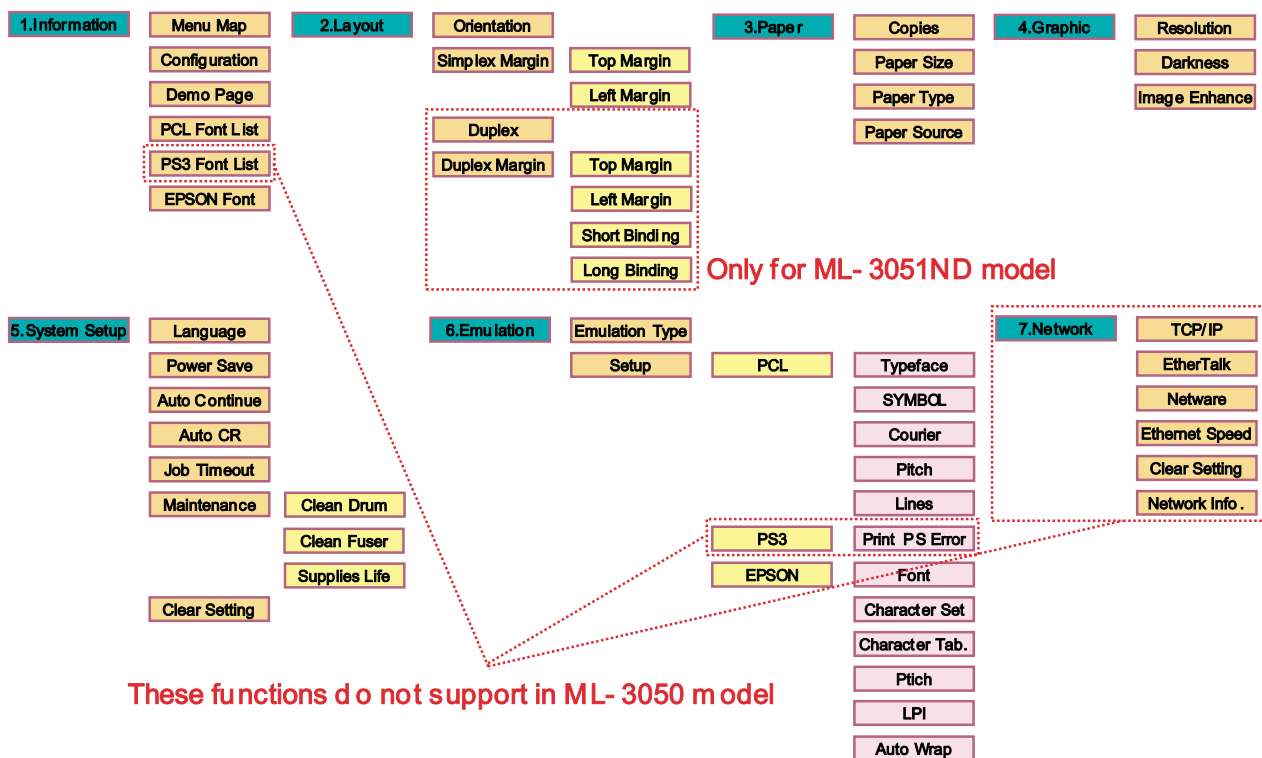 1.Information
Menu Map
Configuration
Demo Page
PCL Font List
PS3 Font List
EPSON Font
2.Layout
Orientation
Simplex Margin
Top Margin
Left Margin
Duplex
Duplex Margin
Top Margin
Left Margin
Short Binding
Long Binding
Only for ML- 3051ND model
3.Paper
Copies
Paper Size
Paper Type
Paper Source
4.Graphic
Resolution
Darkness
Image Enhance
5.System Setup
Language
Power Save
Auto Continue
Auto CR
Job Timeout
Maintenance
Clean Drum
Clean Fuser
Supplies Life
Clear Setting
6.Emulation
Emulation Type
Setup
PCL
Typeface
SYMBOL
Courier
Pitch
Lines
PS3
Print PS Error
EPSON
Font
Character Set
Character Tab.
Ptich
LPI
Auto Wrap
7.Network
TCP/IP
EtherTalk
Netware
Ethernet Speed
Clear Setting
Network Info.
These functions do not support in ML- 3050 model